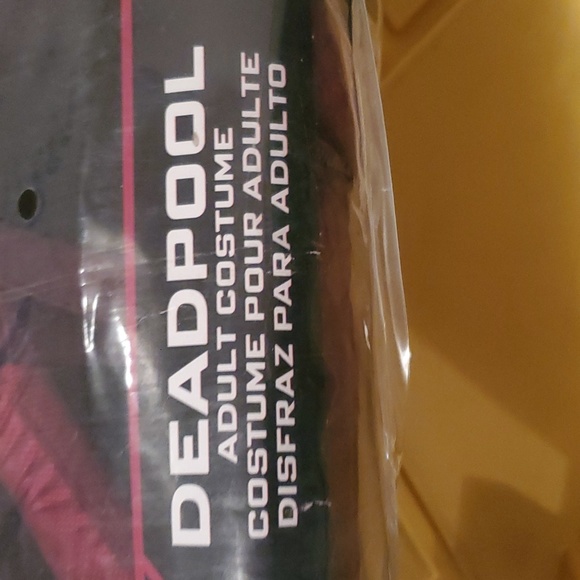 DEADPOOL
ADULT COSTUME
COSTUME POUR ADULTE
DISFRAZ PARA ADULTO